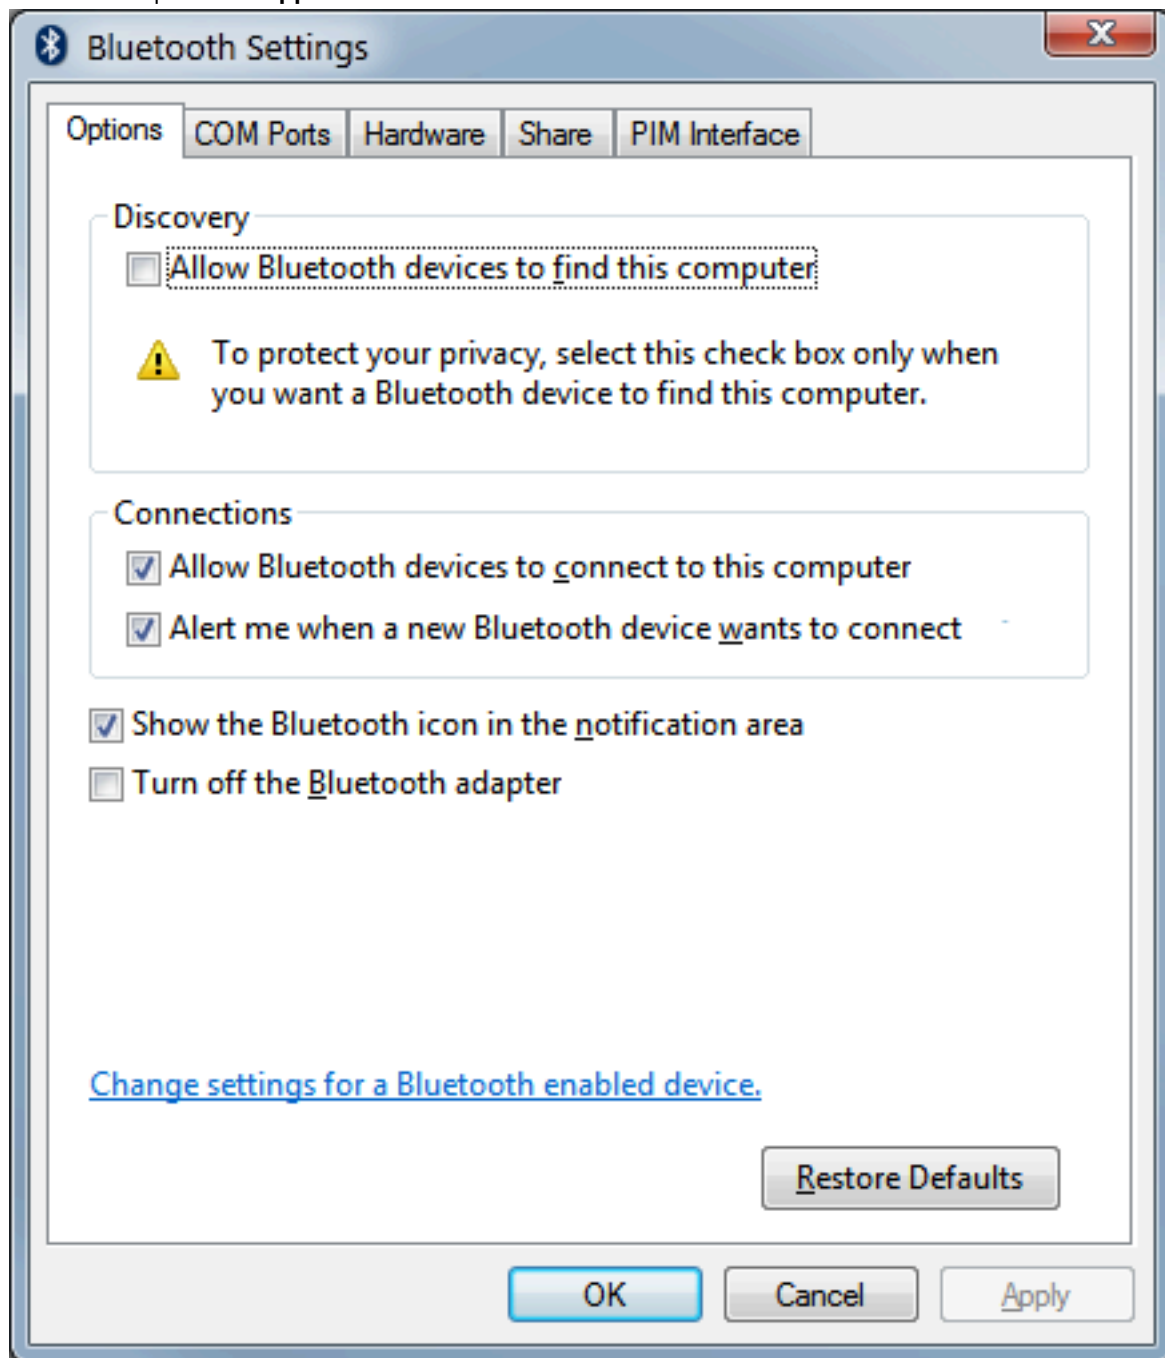 Bluetooth Settings
Options COM Ports Hardware Share PIM Interface
Discovery
Allow Bluetooth devices to find this computer
To protect your privacy, select this check box only when
you want a Bluetooth device to find this computer.
Connections
Allow Bluetooth devices to connect to this computer
Alert me when a new Bluetooth device wants to connect
Show the Bluetooth icon in the notification area
Turn off the Bluetooth adapter
Change settings for a Bluetooth enabled device.
Restore Defaults
OK Cancel Apply